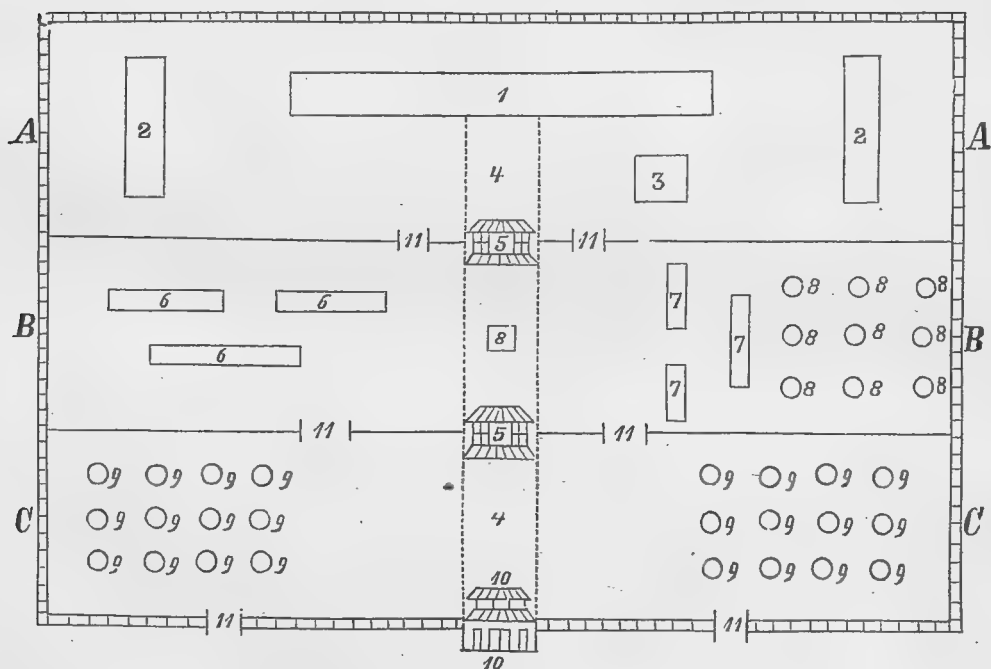 1
2 2
A A
4 3
11 5 11
6 6 7 8 8 8
B 8 7 8 8 8 B
6
7 8 8 8
11 5 11
9 9 9 9 9 9 9 9
C 9 9 9 9 4 9 9 9 9 C
9 9 9 9 9 9 9 9
10
11 11
10